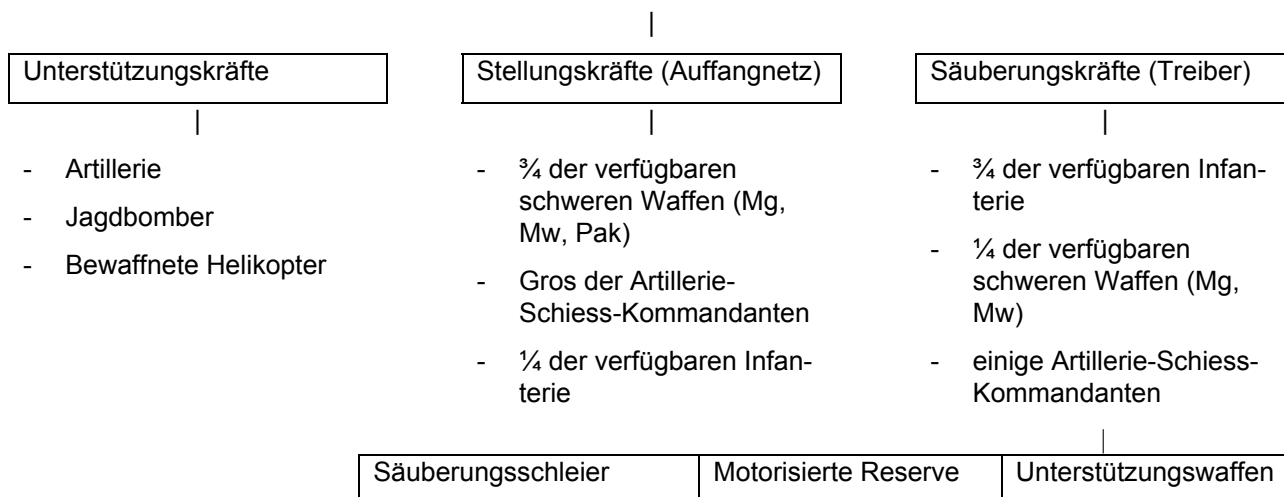 Unterstützungskräfte
- Artillerie
- Jagdbomber
- Bewaffnete Helikopter
Stellungskräfte (Auffangnetz)
- ¾ der verfügbaren
schweren Waffen (Mg,
Mw, Pak)
- Gros der Artillerie-
Schiess-Kommandanten
- ¼ der verfügbaren Infan-
terie
Säuberungskräfte (Treiber)
- ¾ der verfügbaren Infan-
terie
- ¼ der verfügbaren
schweren Waffen (Mg,
Mw)
- einige Artillerie-Schiess-
Kommandanten
Säuberungsschleier
Motorisierte Reserve
Unterstützungswaffen